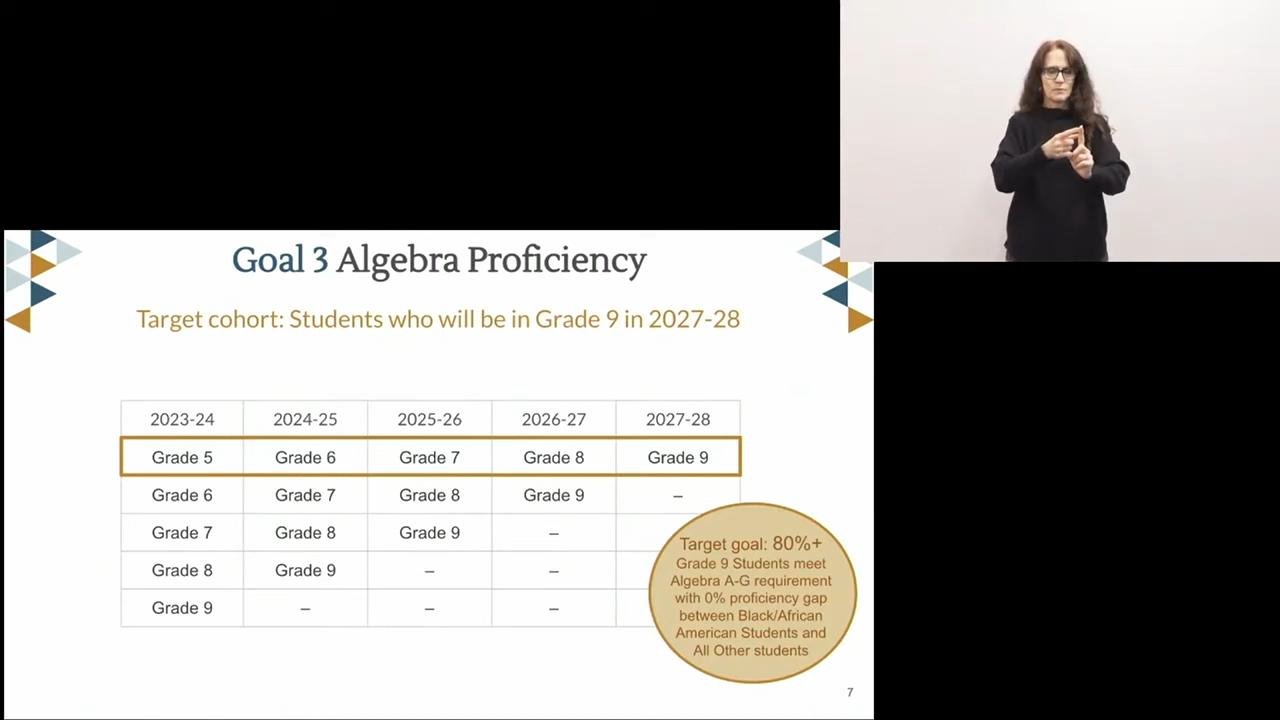 Goal 3 Algebra Proficiency
Target cohort: Students who will be in Grade 9 in 2027-28
2023-24 2024-25 2025-26 2026-27 2027-28
Grade 5 Grade 6 Grade 7 Grade 8 Grade 9
Grade 6 Grade 7 Grade 8 Grade 9 –
Grade 7 Grade 8 Grade 9 –
Grade 8 Grade 9 – –
Grade 9 – – –
Target goal: 80%+
Grade 9 Students meet
Algebra A-G requirement
with 0% proficiency gap
between Black/African
American Students and
All Other students
7